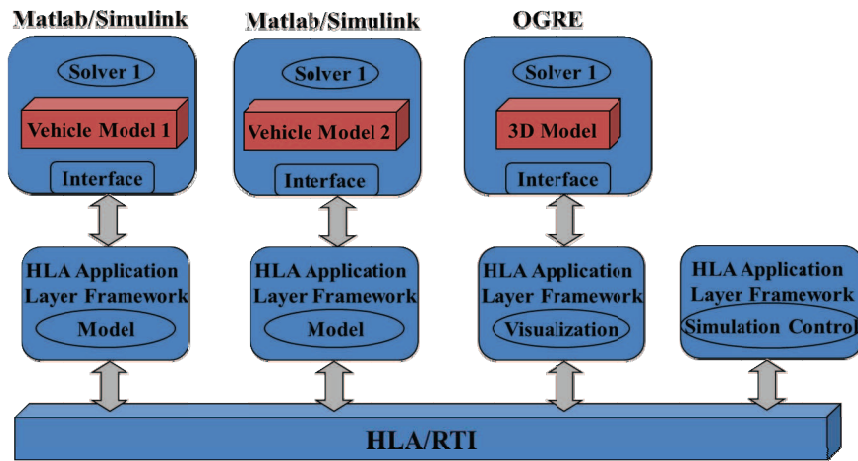 Matlab/Simulink
Matlab/Simulink
OGRE
Solver 1
Solver 1
Solver 1
Vehicle Model 1
Vehicle Model 2
3D Model
Interface
Interface
Interface
HLA Application
Layer Framework
Model
HLA Application
Layer Framework
Model
HLA Application
Layer Framework
Visualization
HLA Application
Layer Framework
Simulation Control
HLA/RTI